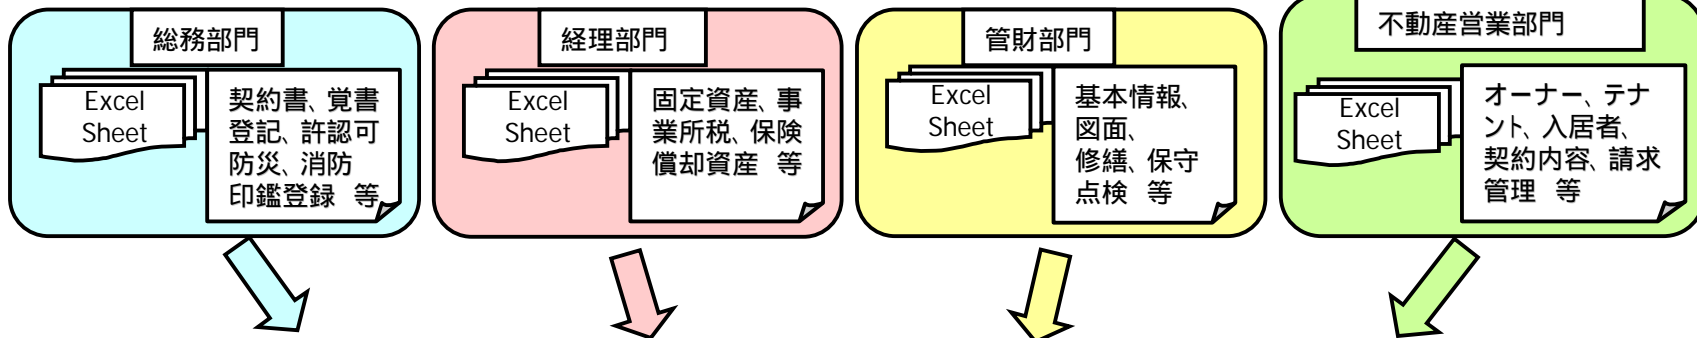 総務部門
Excel
Sheet
契約書、覚書
登記、許認可
防災、消防
印鑑登録 等
経理部門
Excel
Sheet
固定資産、事
業所税、保険
償却資産 等
管財部門
Excel
Sheet
基本情報、
図面、
修繕、保守
点検 等
不動産営業部門
Excel
Sheet
オーナー、テナ
ント、入居者、
契約内容、請求
管理 等